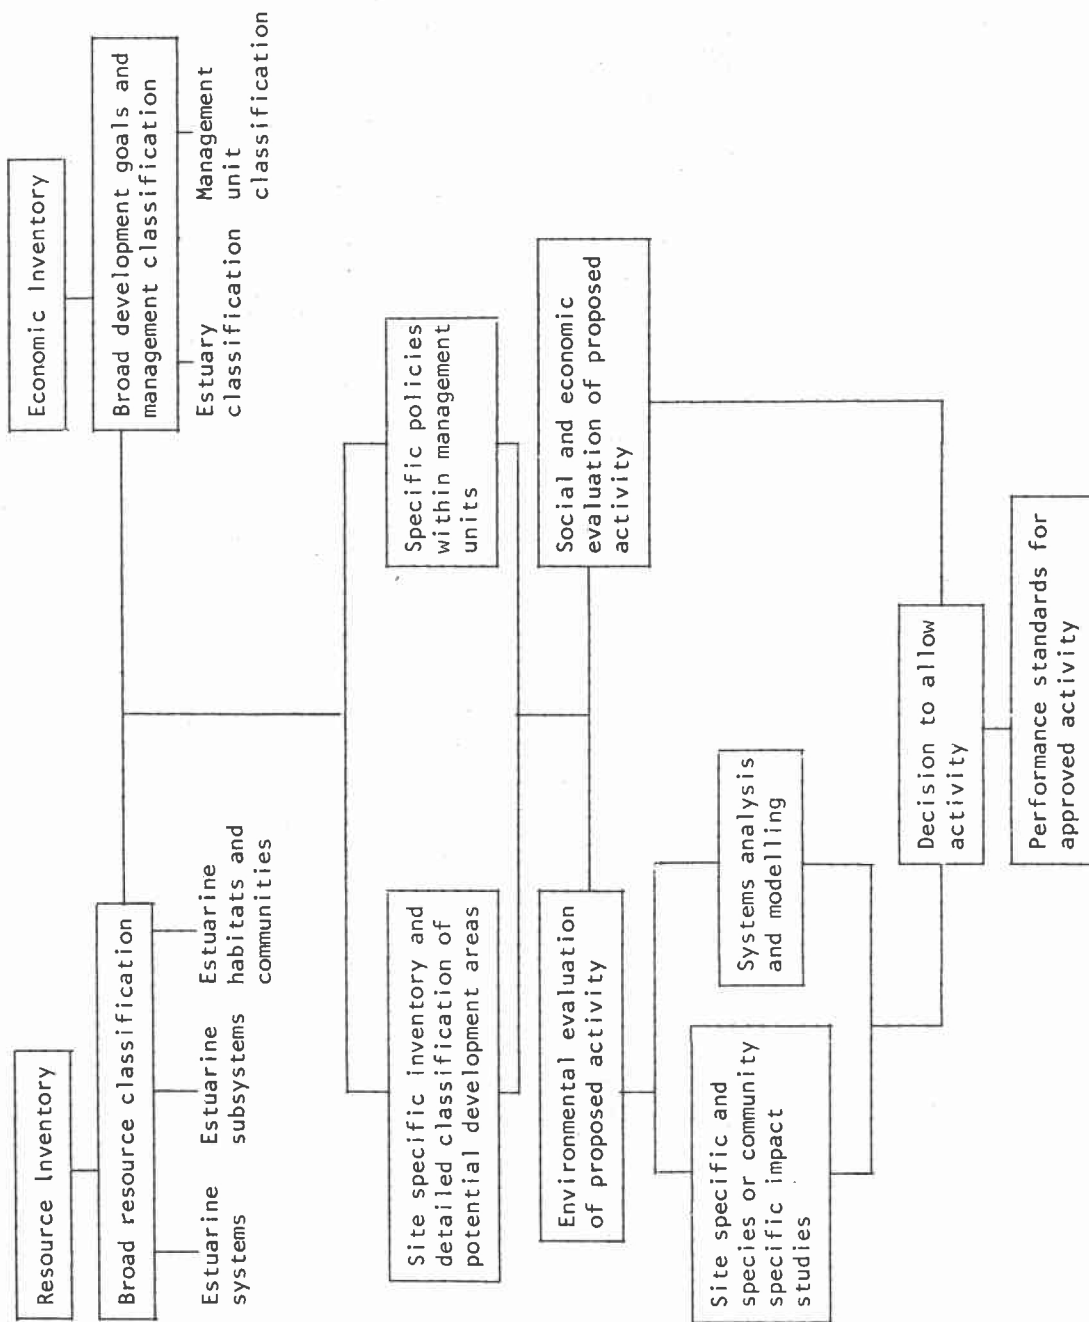 Resource Inventory
Economic Inventory
Broad resource classification
Broad development goals and
management classification
Estuarine
systems
Estuarine
subsystems
Estuarine
habitats and
communities
Estuary
classification
Management
unit
classification
Site specific inventory and
detailed classification of
potential development areas
Specific policies
within management
units
Environmental evaluation
of proposed activity
Social and economic
evaluation of proposed
activity
Site specific and
species or community
specific impact
studies
Systems analysis
and modelling
Decision to allow
activity
Performance standards for
approved activity